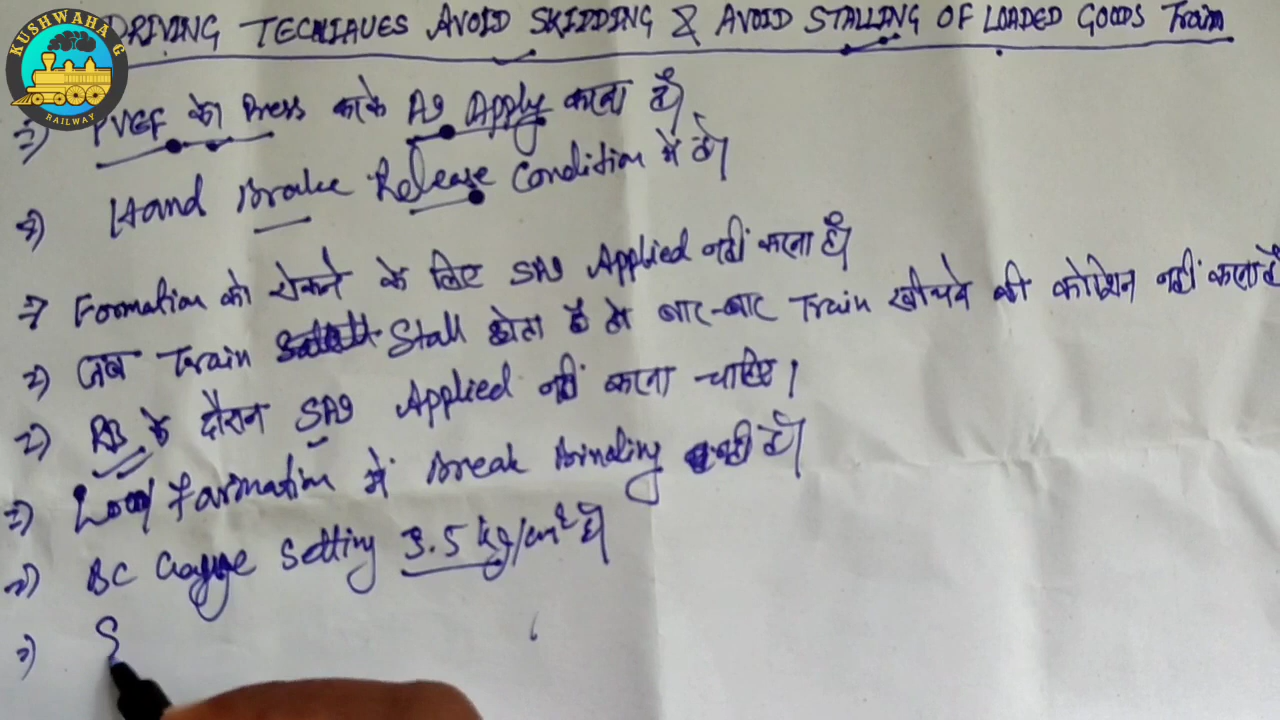 DRIVING TECHIAUES AVOID SKIDDING & AVOID STALLING OF LOADED GOODS Train
KUSHWAHA G
RAILWAY
⇒) PVEF को Press करके A9 Apply करना है।
⇒) Hand Brake Release Condition में हो।
⇒) Formation को रोकने के लिए SA9 Applied नहीं करना है।
⇒) जब Train Stall होता है तो बार-बार Train खीचने की कोशिन नहीं करना है
⇒) RB के दौरान SA9 Applied नहीं करना चाहिए।
⇒) Formation में Break Binding नहीं हो।
⇒) BC Gauge Setting 3.5 kg/cm² हो।
⇒) S